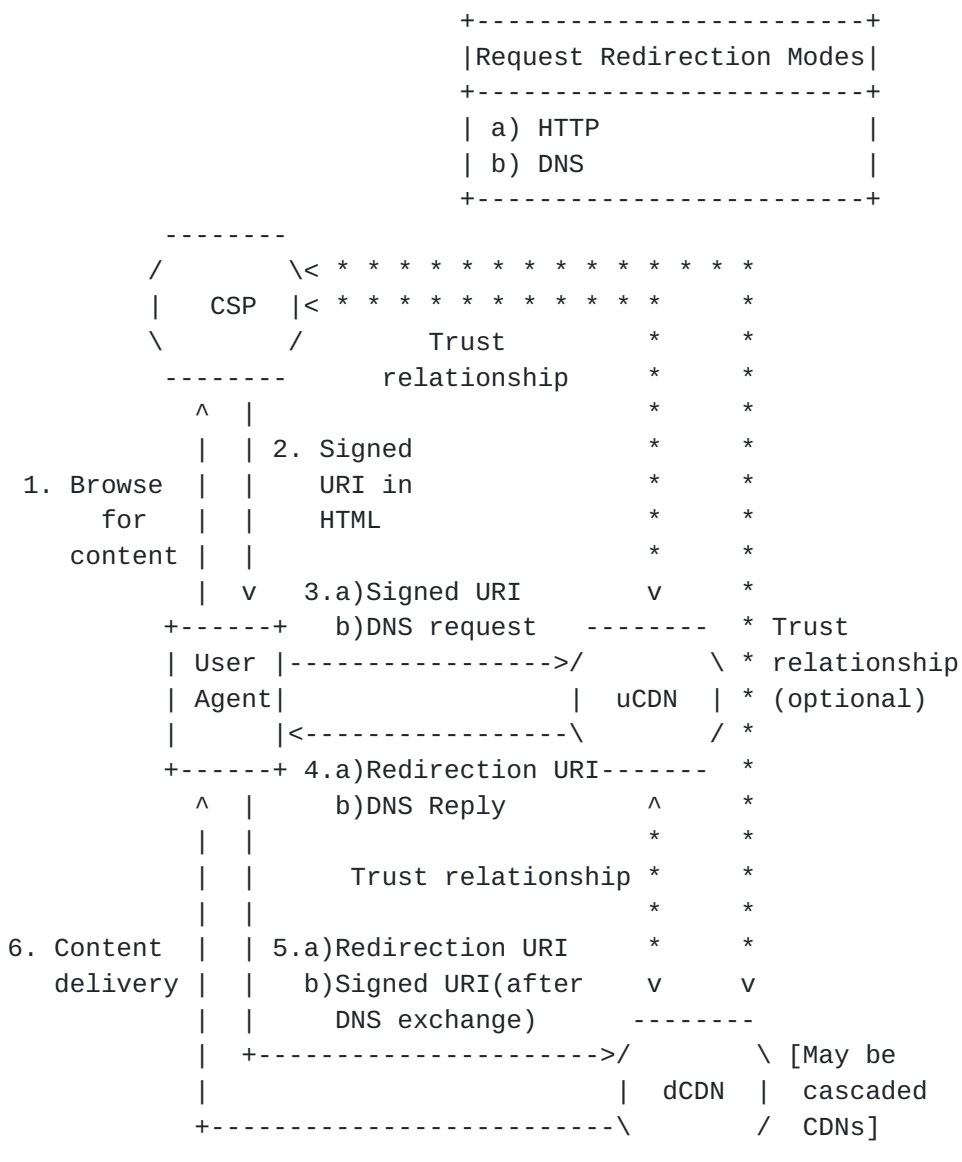 +-------------------------+
|Request Redirection Modes|
+-------------------------+
| a) HTTP                 |
| b) DNS                  |
+-------------------------+
          --------
         /        \< * * * * * * * * * * * * * *
         |   CSP  |< * * * * * * * * * * *     *
         \        /        Trust         *     *
          --------      relationship     *     *
            ^  |                         *     *
            |  | 2. Signed               *     *
 1. Browse  |  |    URI in               *     *
      for   |  |    HTML                 *     *
    content |  |                         *     *
            |  v   3.a)Signed URI        v     *
          +------+   b)DNS request   --------  * Trust
          | User |----------------->/        \ * relationship
          | Agent|                  |  uCDN  | * (optional)
          |      |<-----------------\        / *
          +------+ 4.a)Redirection URI-------  *
            ^  |     b)DNS Reply         ^     *
            |  |                         *     *
            |  |      Trust relationship *     *
            |  |                         *     *
6. Content  |  | 5.a)Redirection URI     *     *
   delivery |  |   b)Signed URI(after    v     v
            |  |     DNS exchange)      --------
            |  +---------------------->/        \ [May be
            |                          |  dCDN  |  cascaded
            +--------------------------\        /  CDNs]